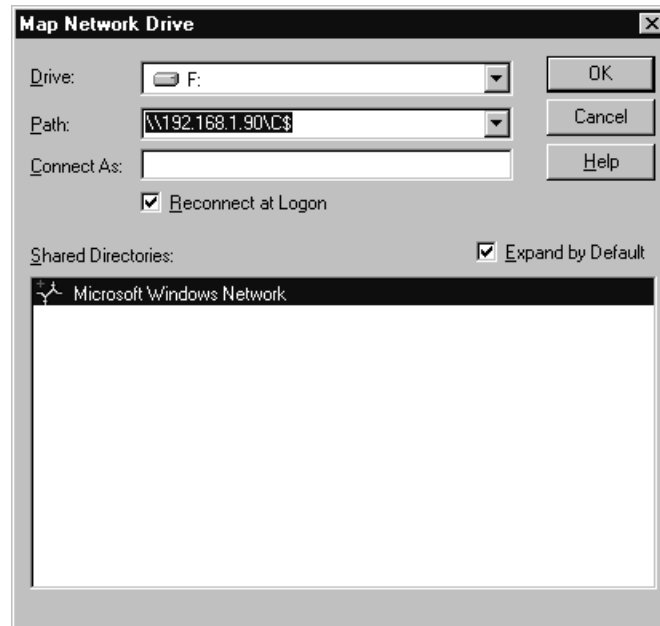 Map Network Drive
Drive: F: OK
Path: \\192.168.1.90\C$ Cancel
Connect As: Help
Reconnect at Logon
Shared Directories: Expand by Default
Microsoft Windows Network